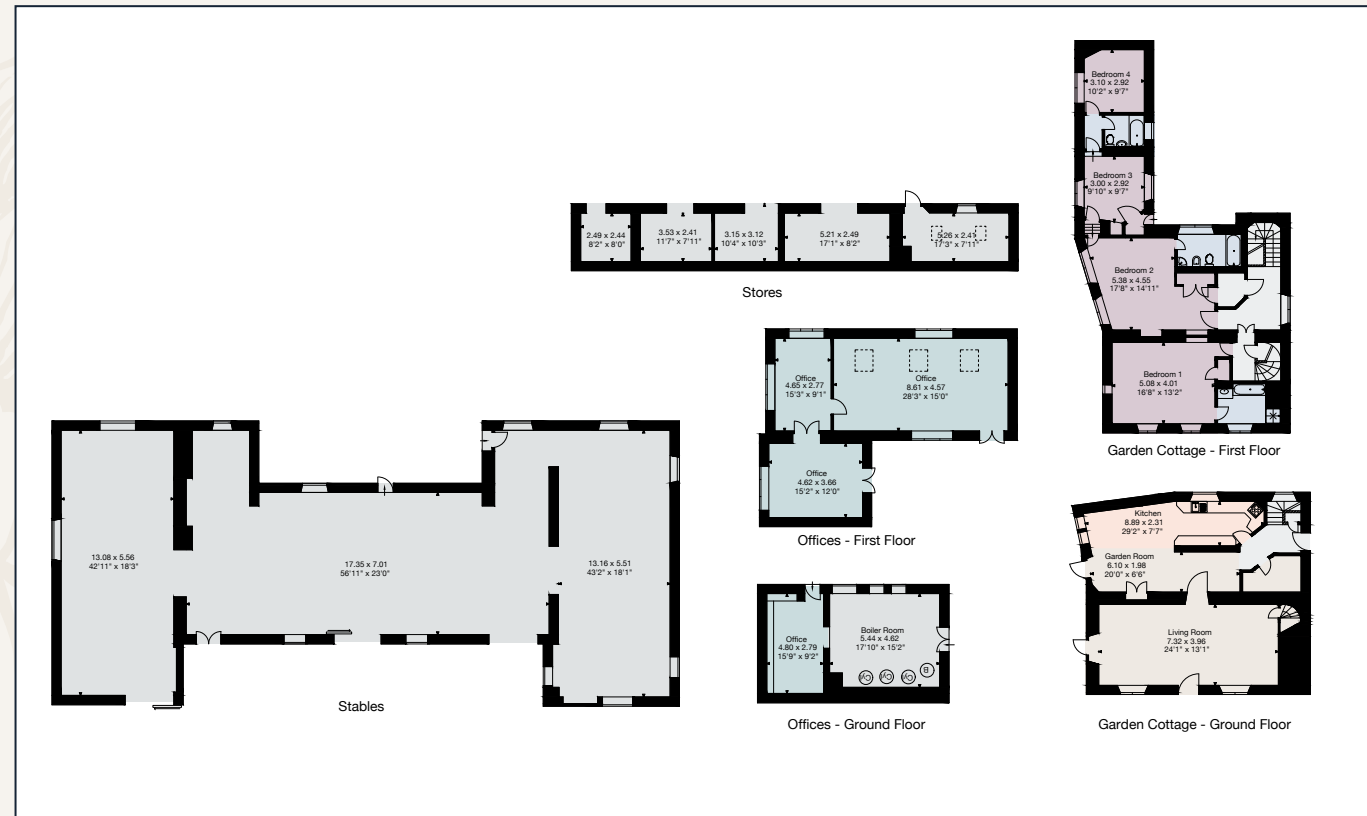 Bedroom 4
3.10 x 2.92
10'2" x 9'7"
Bedroom 3
3.00 x 2.92
9'10" x 9'7"
Bedroom 2
5.38 x 4.55
17'8" x 14'11"
Bedroom 1
5.08 x 4.01
16'8" x 13'2"
Garden Cottage - First Floor
2.49 x 2.44
8'2" x 8'0"
3.53 x 2.41
11'7" x 7'11"
3.15 x 3.12
10'4" x 10'3"
5.21 x 2.49
17'1" x 8'2"
5.26 x 2.41
17'3" x 7'11"
Stores
Office
4.65 x 2.77
15'3" x 9'1"
Office
8.61 x 4.57
28'3" x 15'0"
Office
4.62 x 3.66
15'2" x 12'0"
Offices - First Floor
13.08 x 5.56
42'11" x 18'3"
17.35 x 7.01
56'11" x 23'0"
13.16 x 5.51
43'2" x 18'1"
Stables
Office
4.80 x 2.79
15'9" x 9'2"
Boiler Room
5.44 x 4.62
17'10" x 15'2"
Cyl
Cyl
Cyl
B
Offices - Ground Floor
Kitchen
8.89 x 2.31
29'2" x 7'7"
Garden Room
6.10 x 1.98
20'0" x 6'6"
Living Room
7.32 x 3.96
24'1" x 13'1"
Garden Cottage - Ground Floor